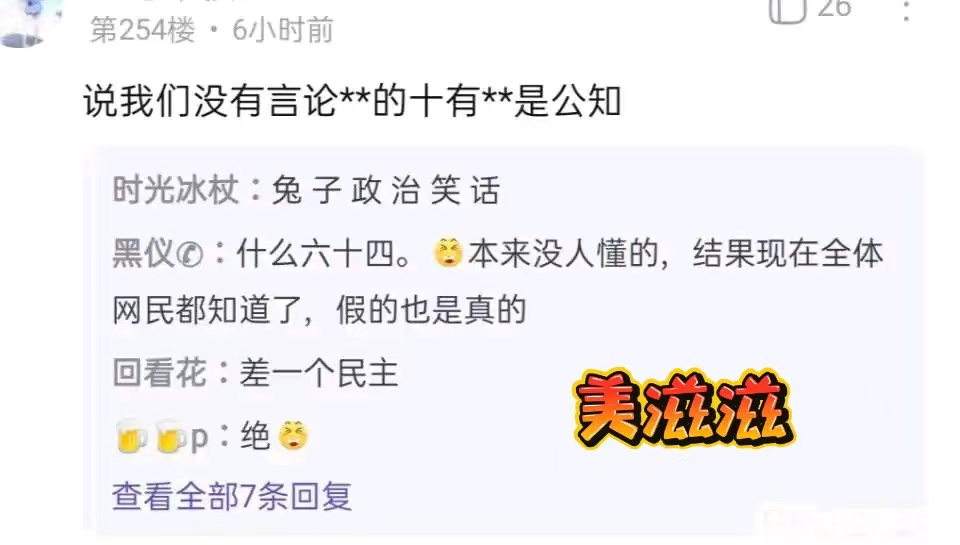 第254楼 · 6小时前
26
说我们没有言论**的十有**是公知
时光冰杖：兔 子 政 治 笑 话
黑仪✆：什么六十四。😆本来没人懂的，结果现在全体
网民都知道了，假的也是真的
回看花：差一个民主
🍺🍺p：绝😆
美滋滋
查看全部7条回复